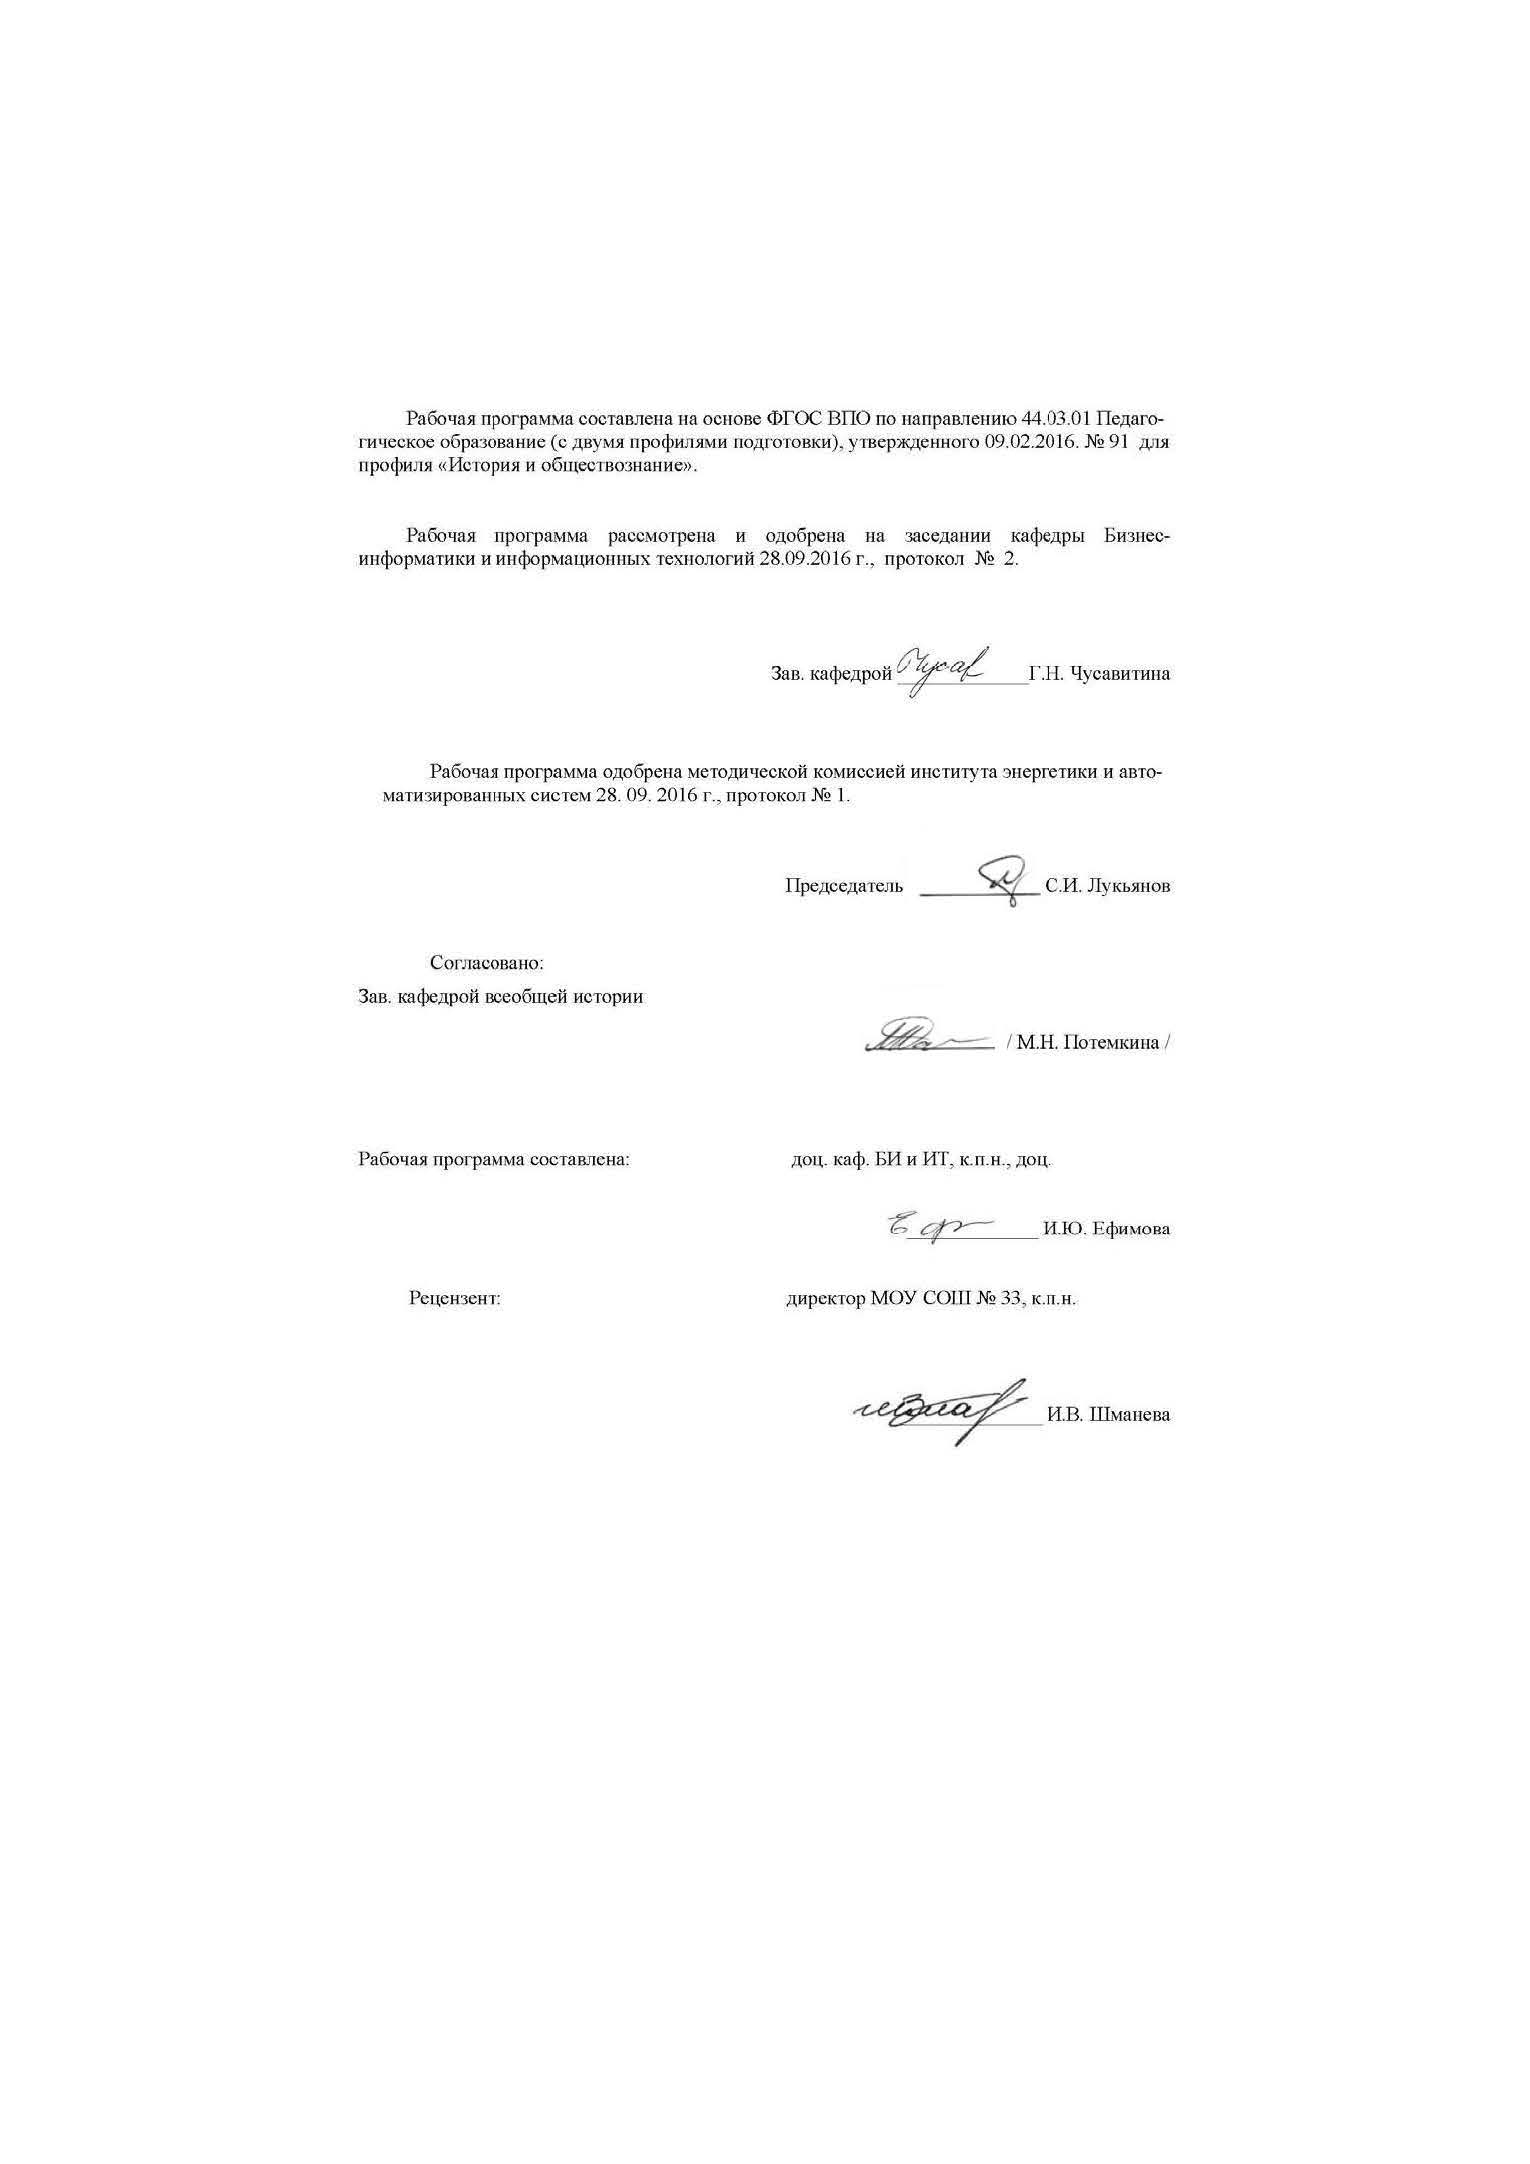 Рабочая программа составлена на основе ФГОС ВПО по направлению 44.03.01 Педаго-
гическое образование (с двумя профилями подготовки), утвержденного 09.02.2016. № 91 для
профиля «История и обществознание».
Рабочая программа рассмотрена и одобрена на заседании кафедры Бизнес-
информатики и информационных технологий 28.09.2016 г., протокол № 2.
Зав. кафедрой Чусав Г.Н. Чусавитина
Рабочая программа одобрена методической комиссией института энергетики и авто-
матизированных систем 28. 09. 2016 г., протокол № 1.
Председатель С.И. Лукьянов
Согласовано:
Зав. кафедрой всеобщей истории
/ М.Н. Потемкина /
Рабочая программа составлена: доц. каф. БИ и ИТ, к.п.н., доц.
Еф И.Ю. Ефимова
Рецензент: директор МОУ СОШ № 33, к.п.н.
И.В. Шманева